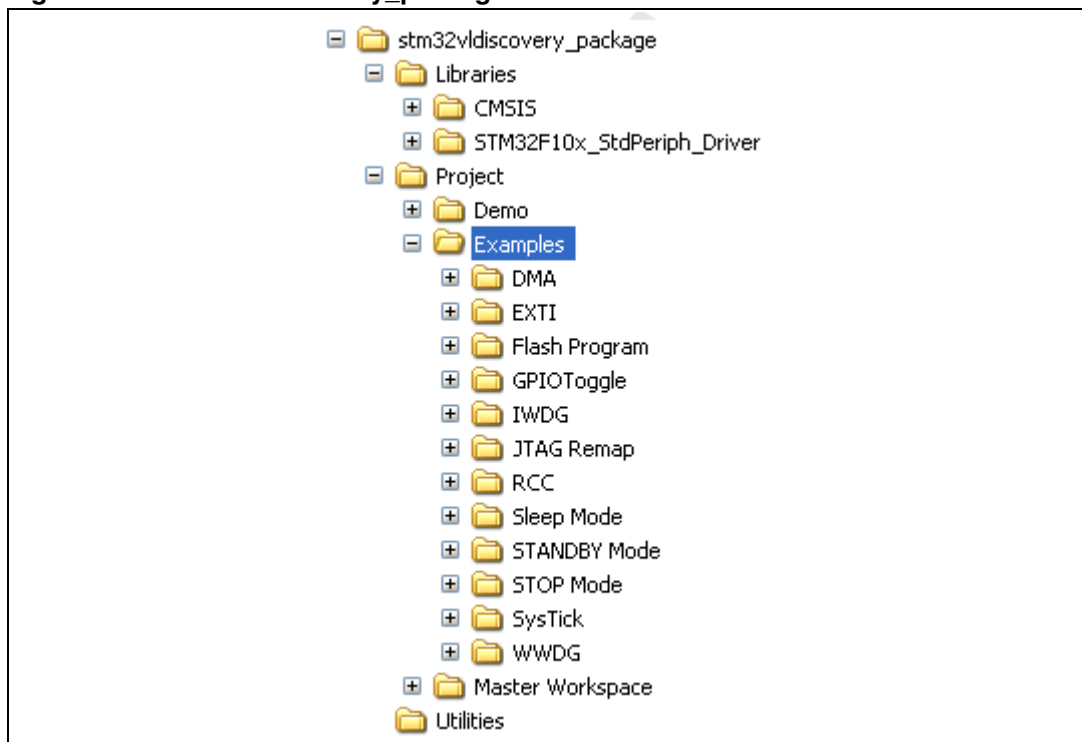 stm32vldiscovery_package
Libraries
CMSIS
STM32F10x_StdPeriph_Driver
Project
Demo
Examples
DMA
EXTI
Flash Program
GPIOToggle
IWDG
JTAG Remap
RCC
Sleep Mode
STANDBY Mode
STOP Mode
SysTick
WWDG
Master Workspace
Utilities